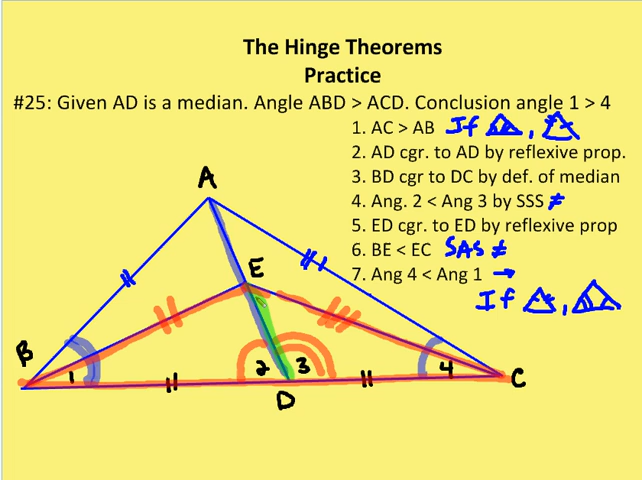 The Hinge Theorems
Practice
#25: Given AD is a median. Angle ABD > ACD. Conclusion angle 1 > 4
1. AC > AB If ,
2. AD cgr. to AD by reflexive prop.
3. BD cgr to DC by def. of median
4. Ang. 2 < Ang 3 by SSS ≠
5. ED cgr. to ED by reflexive prop
6. BE < EC SAS ≠
7. Ang 4 < Ang 1 →
If ,
A
E
B
1
2
3
4
C
D